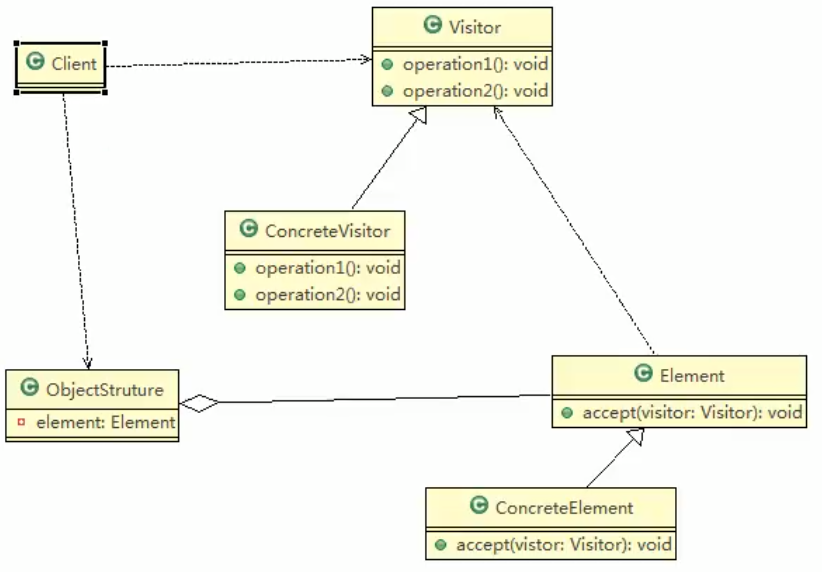 Visitor
operation1(): void
operation2(): void
Client
ConcreteVisitor
operation1(): void
operation2(): void
ObjectStruture
element: Element
Element
accept(visitor: Visitor): void
ConcreteElement
accept(vistor: Visitor): void